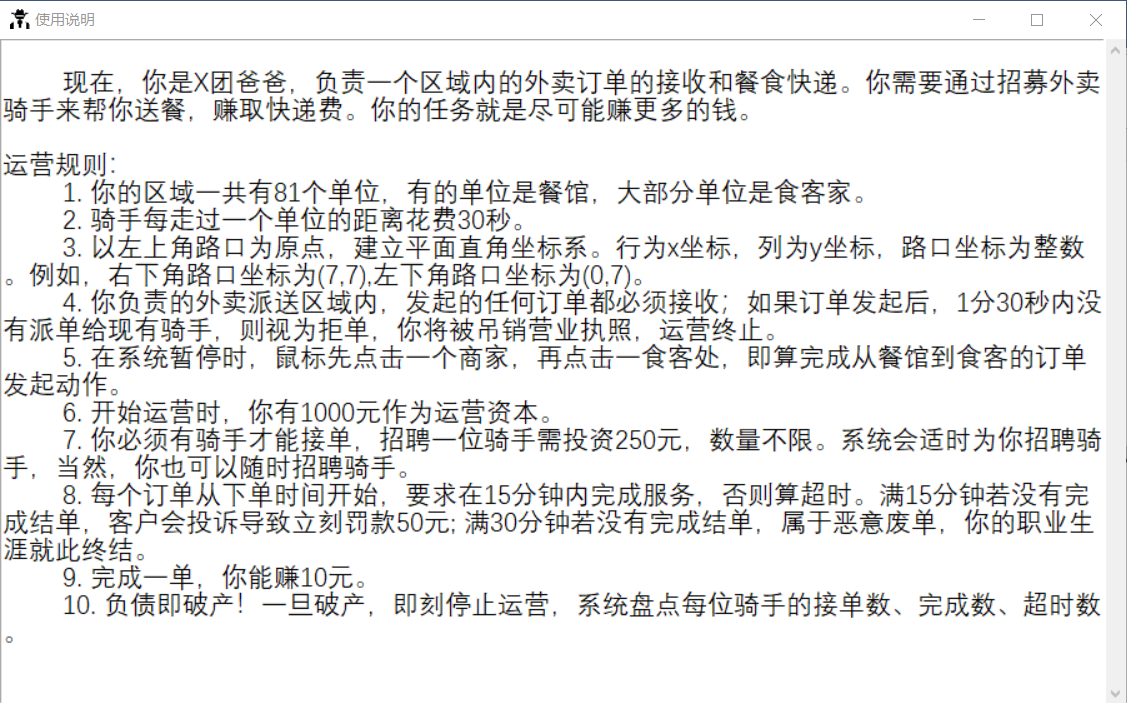 使用说明
现在，你是X团爸爸，负责一个区域内的外卖订单的接收和餐食快递。你需要通过招募外卖
骑手来帮你送餐，赚取快递费。你的任务就是尽可能赚更多的钱。
运营规则：
1. 你的区域一共有81个单位，有的单位是餐馆，大部分单位是食客家。
2. 骑手每走过一个单位的距离花费30秒。
3. 以左上角路口为原点，建立平面直角坐标系。行为x坐标，列为y坐标，路口坐标为整数
。例如，右下角路口坐标为(7,7),左下角路口坐标为(0,7)。
4. 你负责的外卖派送区域内，发起的任何订单都必须接收；如果订单发起后，1分30秒内没
有派单给现有骑手，则视为拒单，你将被吊销营业执照，运营终止。
5. 在系统暂停时，鼠标先点击一个商家，再点击一食客处，即算完成从餐馆到食客的订单
发起动作。
6. 开始运营时，你有1000元作为运营资本。
7. 你必须有骑手才能接单，招聘一位骑手需投资250元，数量不限。系统会适时为你招聘骑
手，当然，你也可以随时招聘骑手。
8. 每个订单从下单时间开始，要求在15分钟内完成服务，否则算超时。满15分钟若没有完
成结单，客户会投诉导致立刻罚款50元; 满30分钟若没有完成结单，属于恶意废单，你的职业生
涯就此终结。
9. 完成一单，你能赚10元。
10. 负债即破产！一旦破产，即刻停止运营，系统盘点每位骑手的接单数、完成数、超时数
。